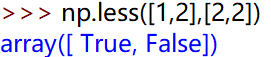 >>> np.less([1,2],[2,2])
array([ True, False])